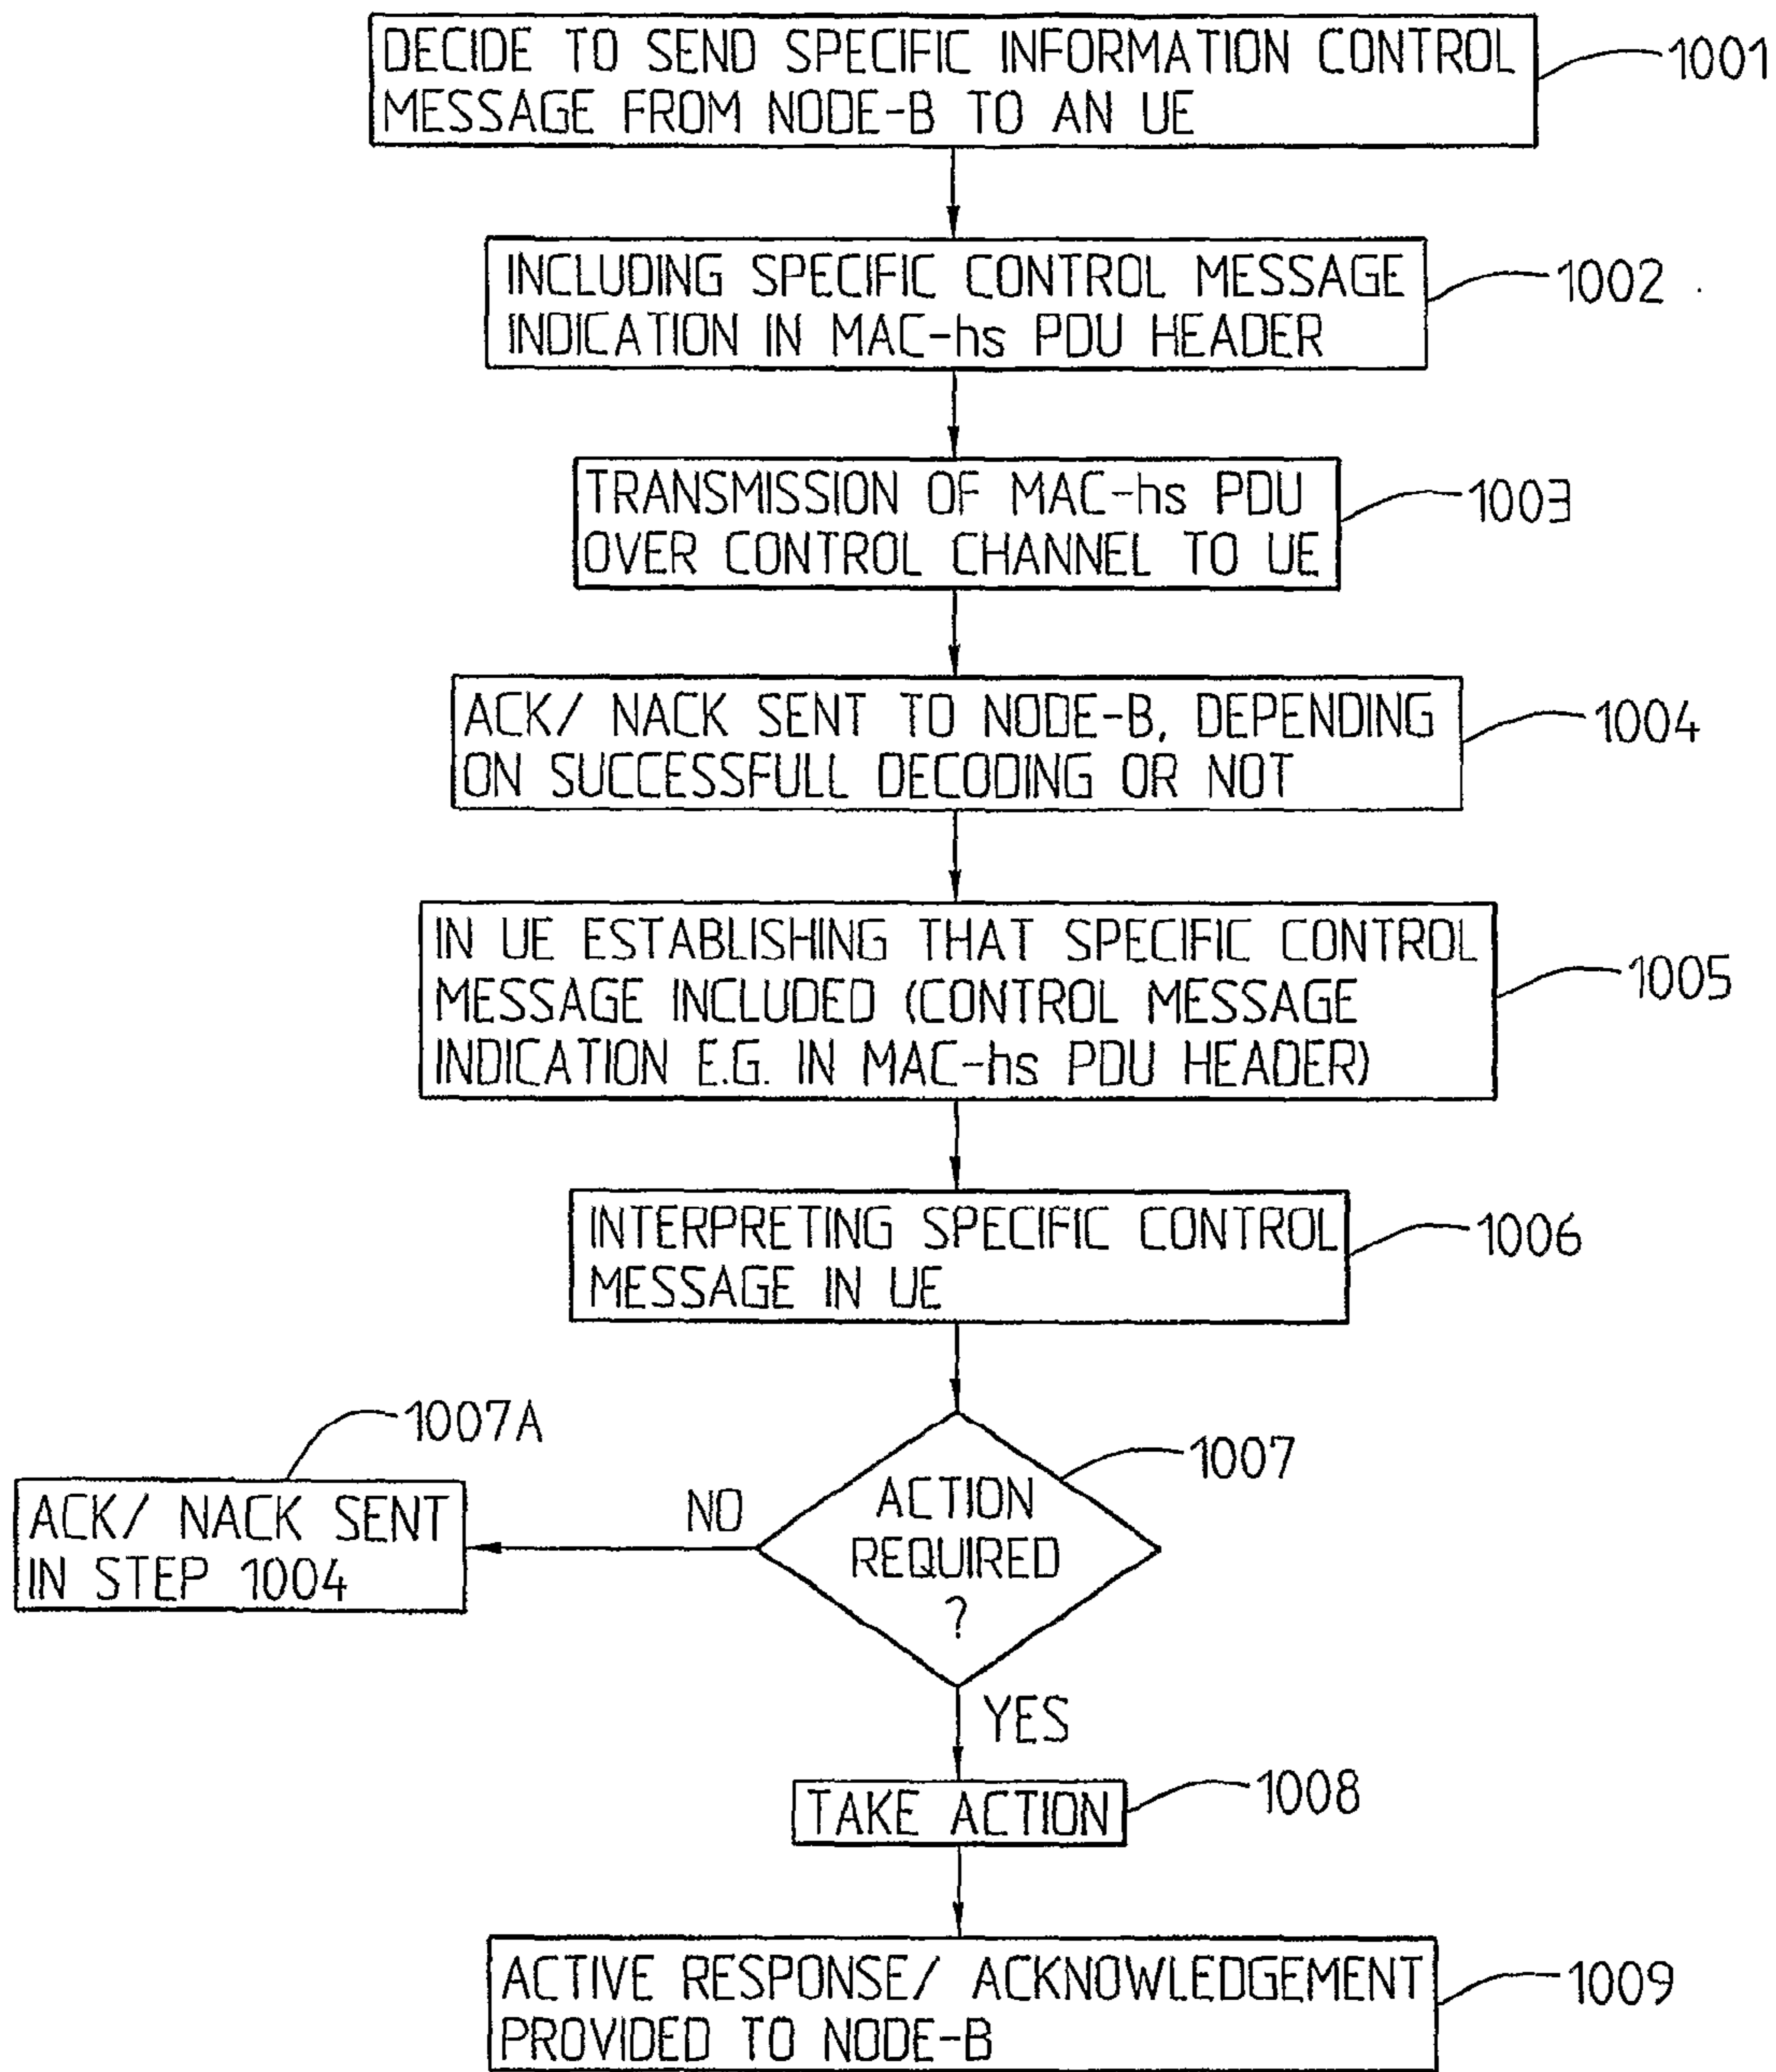 DECIDE TO SEND SPECIFIC INFORMATION CONTROL
MESSAGE FROM NODE-B TO AN UE
1001
INCLUDING SPECIFIC CONTROL MESSAGE
INDICATION IN MAC-hs PDU HEADER
1002
TRANSMISSION OF MAC-hs PDU
OVER CONTROL CHANNEL TO UE
1003
ACK/ NACK SENT TO NODE-B, DEPENDING
ON SUCCESSFULL DECODING OR NOT
1004
IN UE ESTABLISHING THAT SPECIFIC CONTROL
MESSAGE INCLUDED (CONTROL MESSAGE
INDICATION E.G. IN MAC-hs PDU HEADER)
1005
INTERPRETING SPECIFIC CONTROL
MESSAGE IN UE
1006
1007A
ACK/ NACK SENT
IN STEP 1004
NO
ACTION
REQUIRED
?
1007
YES
TAKE ACTION
1008
ACTIVE RESPONSE/ ACKNOWLEDGEMENT
PROVIDED TO NODE-B
1009